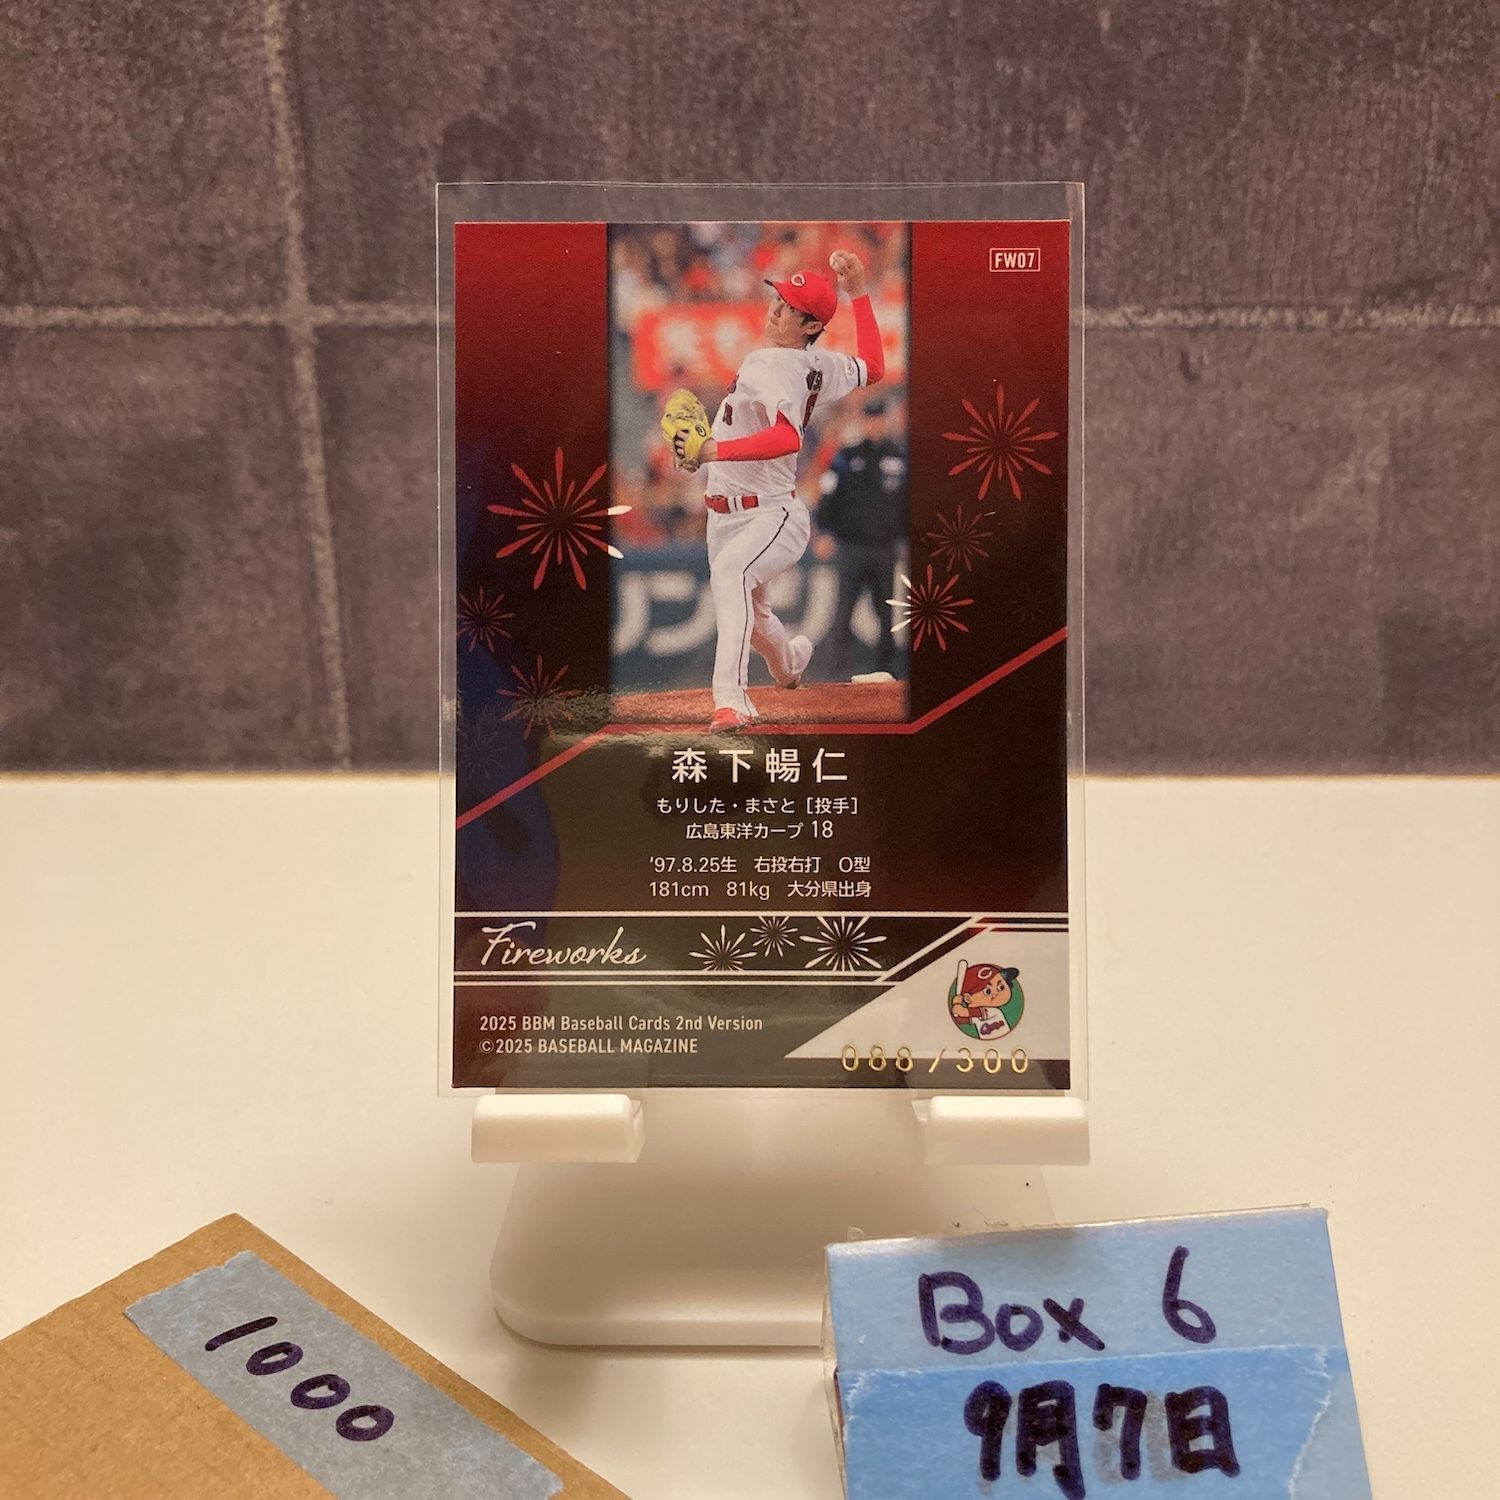 FW07
森下暢仁
もりした・まさと［投手］
広島東洋カープ 18
'97.8.25生　右投右打　O型
181cm　81kg　大分県出身
Fireworks
2025 BBM Baseball Cards 2nd Version
©2025 BASEBALL MAGAZINE
088/300
1000
Box 6
9月7日